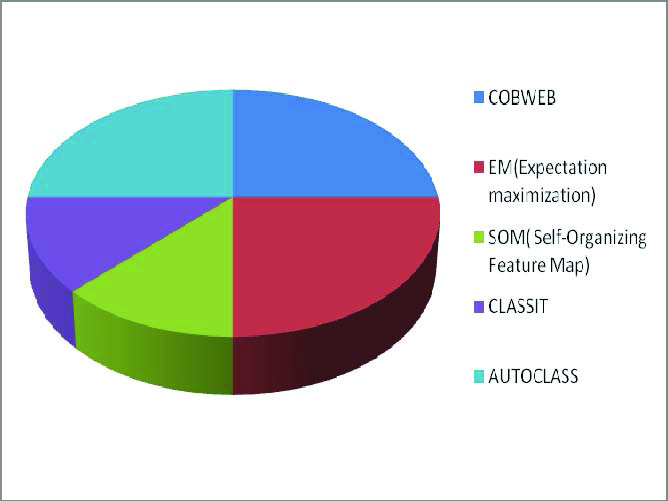 COBWEB
EM(Expectation
maximization)
SOM( Self-Organizing
Feature Map)
CLASSIT
AUTOCLASS